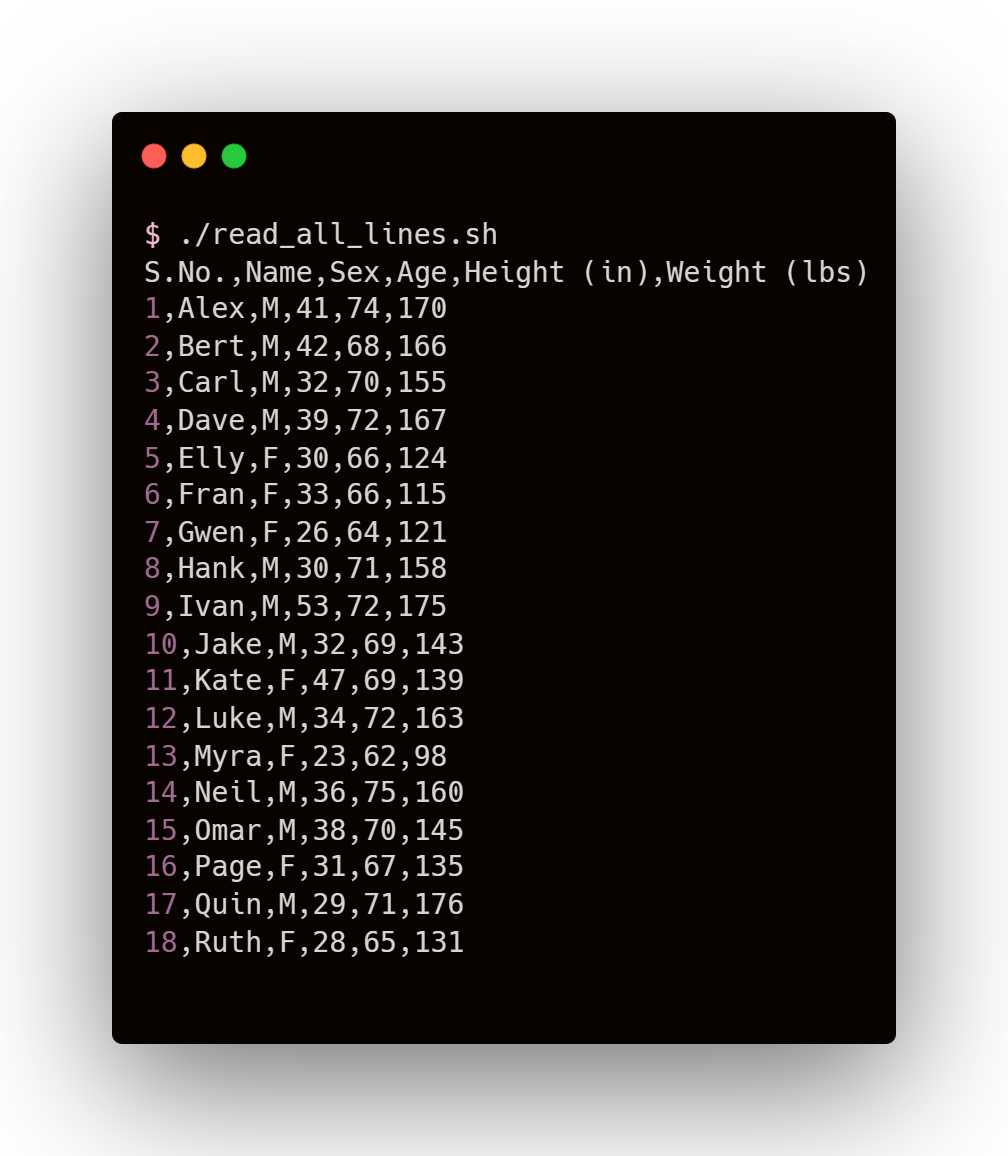 $ ./read_all_lines.sh
S.No.,Name,Sex,Age,Height (in),Weight (lbs)
1,Alex,M,41,74,170
2,Bert,M,42,68,166
3,Carl,M,32,70,155
4,Dave,M,39,72,167
5,Elly,F,30,66,124
6,Fran,F,33,66,115
7,Gwen,F,26,64,121
8,Hank,M,30,71,158
9,Ivan,M,53,72,175
10,Jake,M,32,69,143
11,Kate,F,47,69,139
12,Luke,M,34,72,163
13,Myra,F,23,62,98
14,Neil,M,36,75,160
15,Omar,M,38,70,145
16,Page,F,31,67,135
17,Quin,M,29,71,176
18,Ruth,F,28,65,131